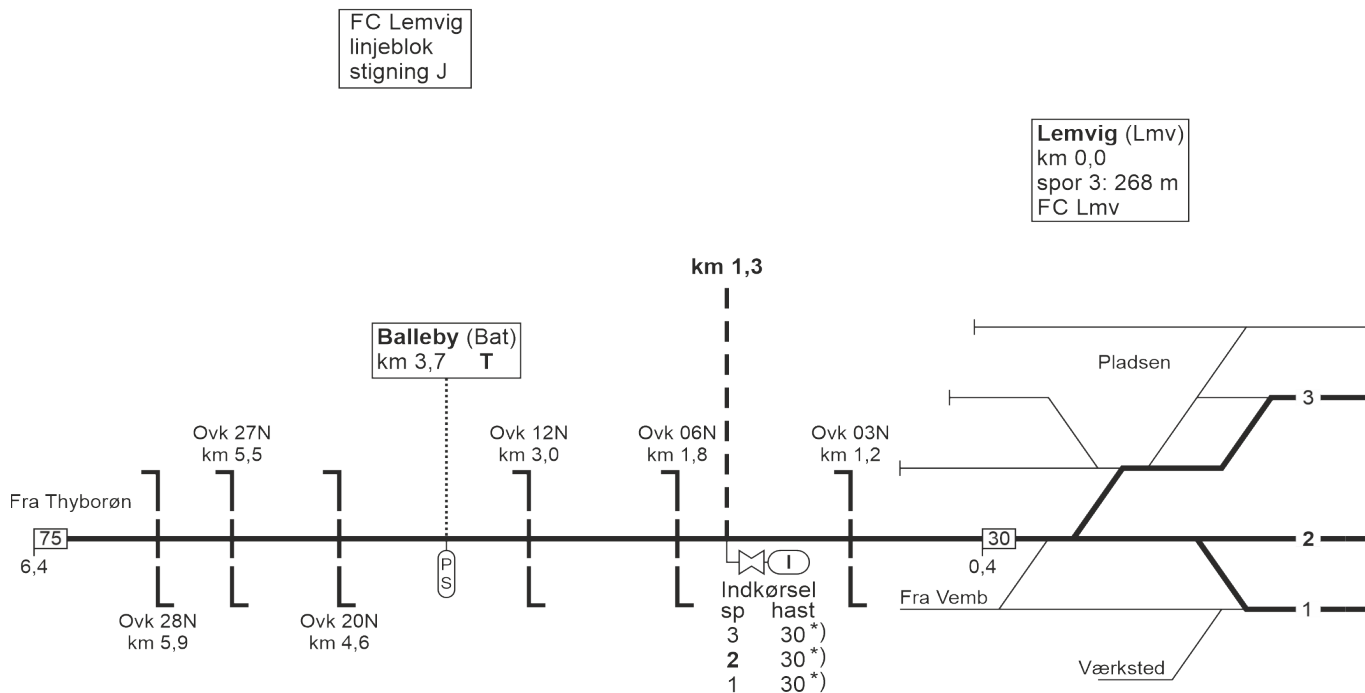 FC Lemvig
linjeblok
stigning J
Lemvig (Lmv)
km 0,0
spor 3: 268 m
FC Lmv
km 1,3
Balleby (Bat)
km 3,7 T
Pladsen
3
Ovk 27N
km 5,5
Ovk 12N
km 3,0
Ovk 06N
km 1,8
Ovk 03N
km 1,2
Fra Thyborøn
75
6,4
30
0,4
2
P
S
I
Indkørsel
sp hast
3 30 *)
2 30 *)
1 30 *)
Fra Vemb
1
Ovk 28N
km 5,9
Ovk 20N
km 4,6
Værksted